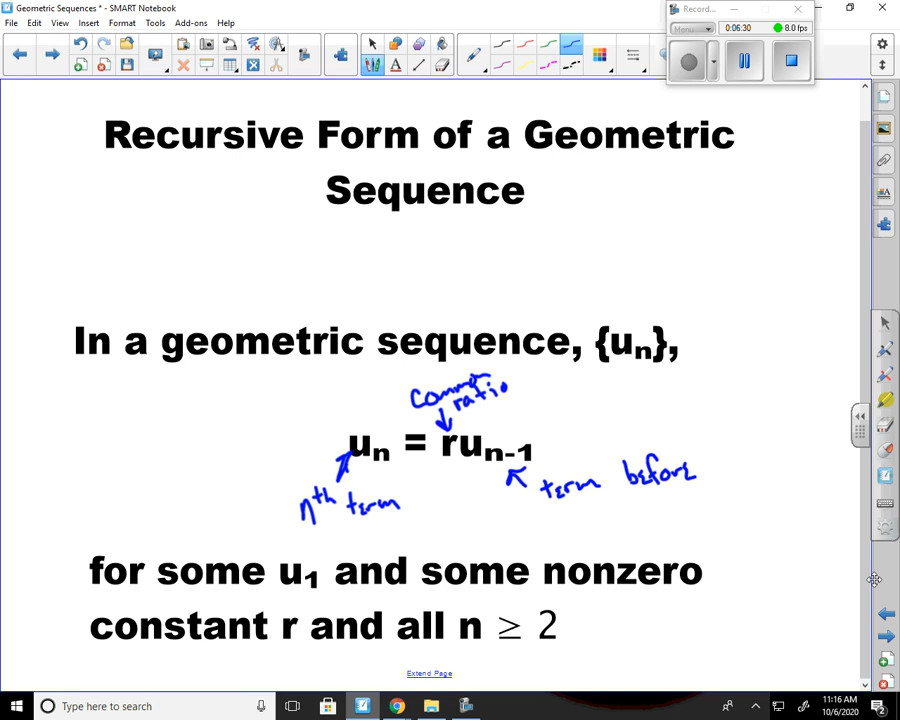 Geometric Sequences * - SMART Notebook
Record...
File Edit View Insert Format Tools Add-ons Help
Menu
0:06:30
8.0 fps
Recursive Form of a Geometric
Sequence
In a geometric sequence, {uₙ},
common
ratio
uₙ = ruₙ₋₁
nᵗʰ term
term before
for some u₁ and some nonzero
constant r and all n ≥ 2
Extend Page
Type here to search
11:16 AM
10/6/2020
2